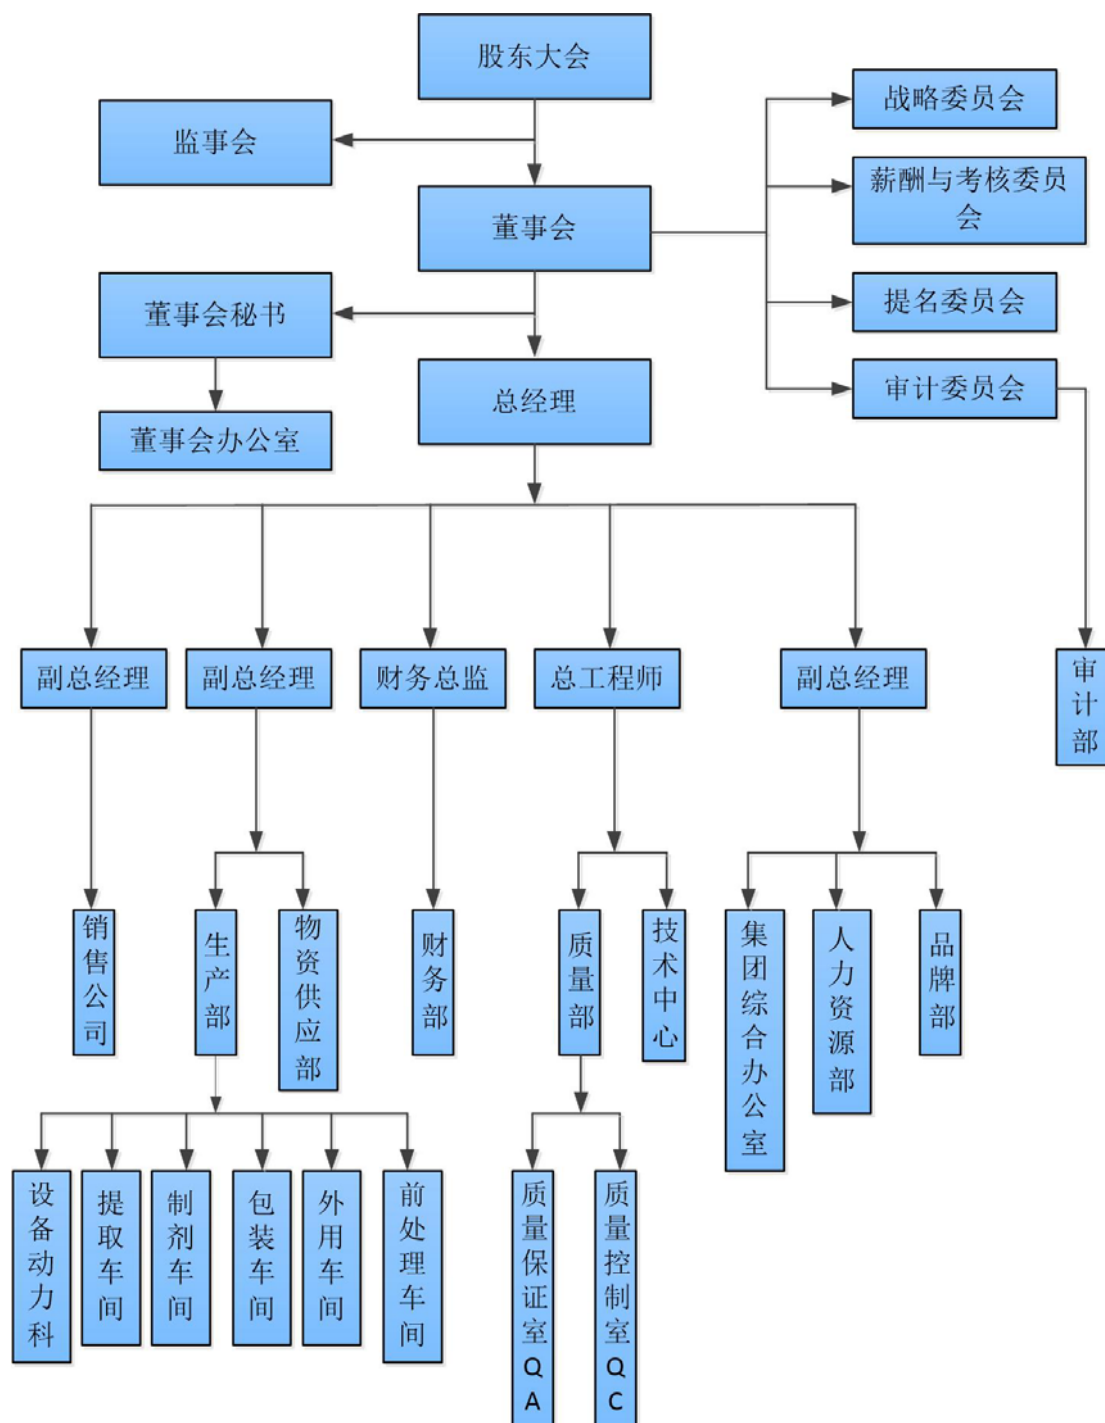 股东大会
监事会
战略委员会
薪酬与考核委员
会
董事会
董事会秘书
提名委员会
总经理
审计委员会
董事会办公室
副总经理
副总经理
财务总监
总工程师
副总经理
审计部
销售公司
生产部
物资供应部
财务部
质量部
技术中心
集团综合办公室
人力资源部
品牌部
设备动力科
提取车间
制剂车间
包装车间
外用车间
前处理车间
质量保证室QA
质量控制室QC